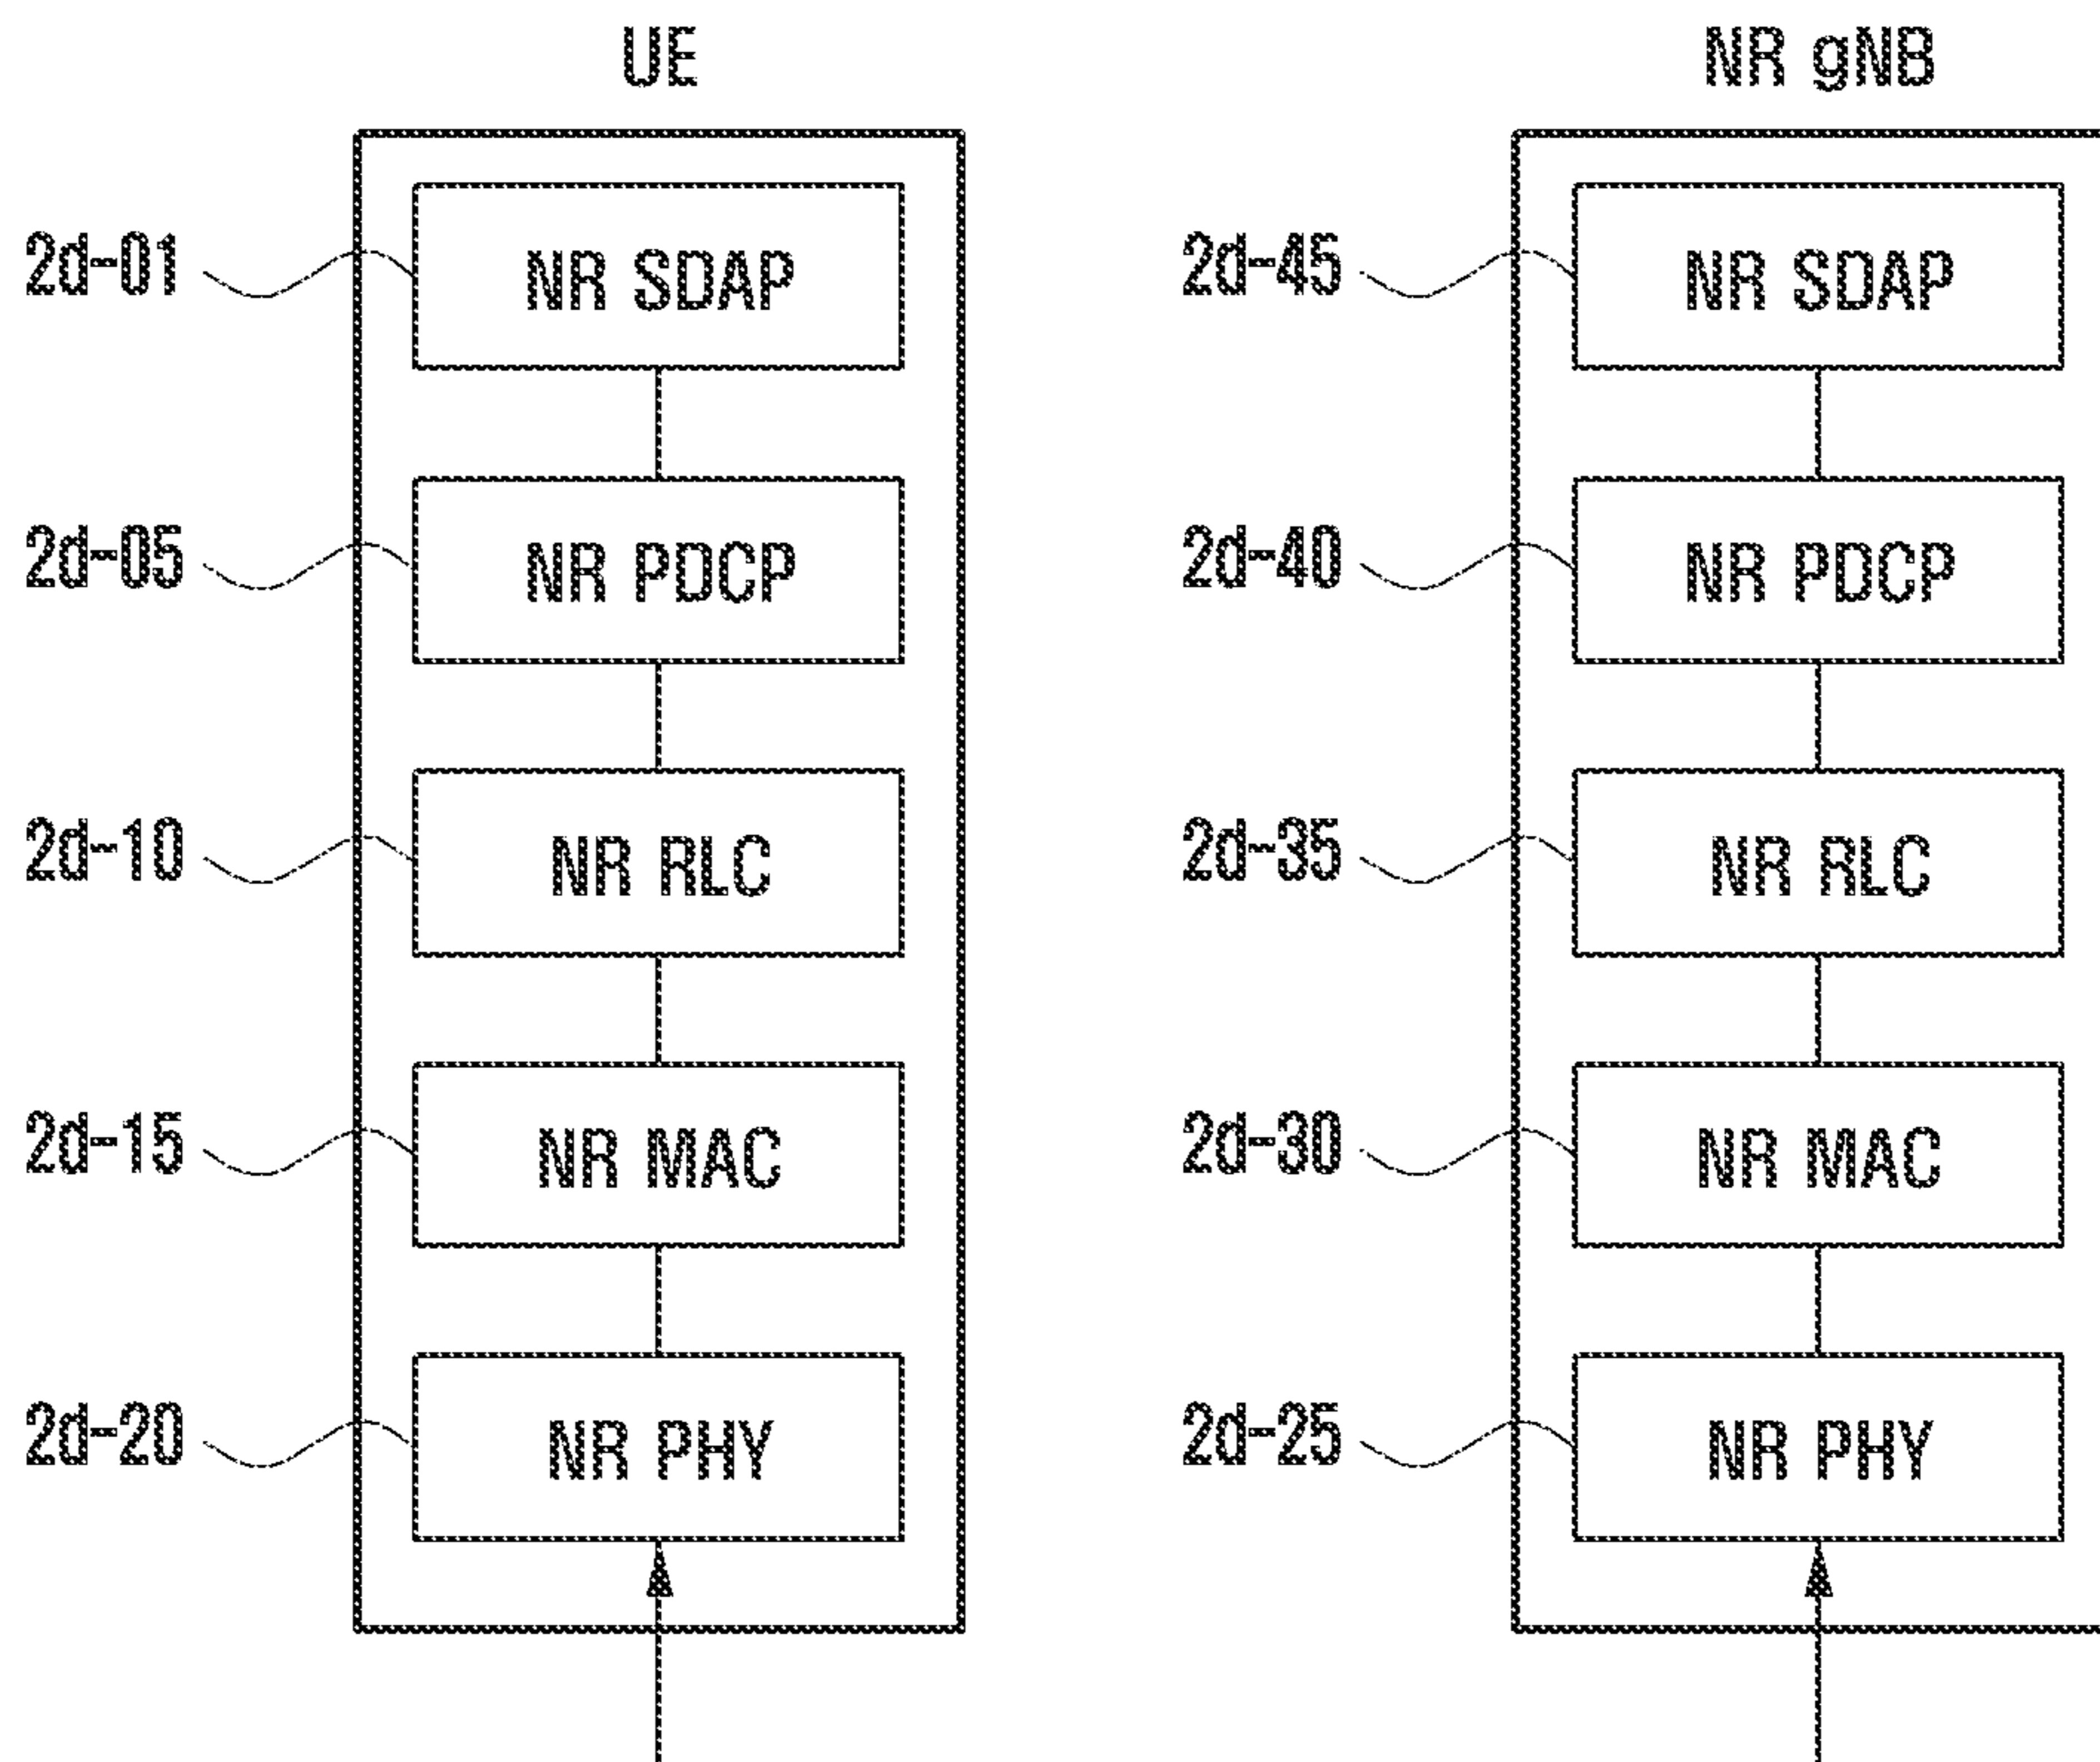 UE
NR gNB
2d-01
NR SDAP
2d-45
NR SDAP
2d-05
NR PDCP
2d-40
NR PDCP
2d-10
NR RLC
2d-35
NR RLC
2d-15
NR MAC
2d-30
NR MAC
2d-20
NR PHY
2d-25
NR PHY